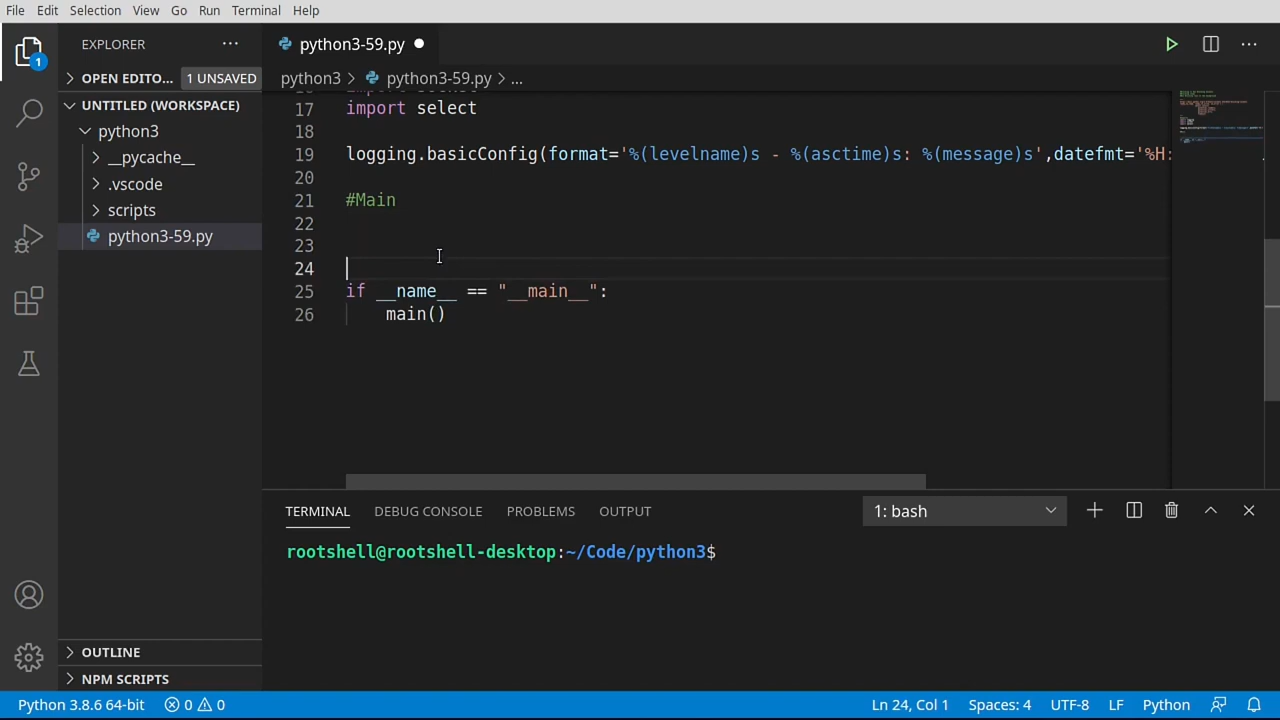 File Edit Selection View Go Run Terminal Help
EXPLORER
1
OPEN EDITO... 1 UNSAVED
UNTITLED (WORKSPACE)
python3
__pycache__
.vscode
scripts
python3-59.py
OUTLINE
NPM SCRIPTS
python3-59.py
python3 > python3-59.py > ...
17 import select
18
19 logging.basicConfig(format='%(levelname)s - %(asctime)s: %(message)s',datefmt='%H:
20
21 #Main
22
23
24
25 if __name__ == "__main__":
26 main()
TERMINAL DEBUG CONSOLE PROBLEMS OUTPUT 1: bash
rootshell@rootshell-desktop:~/Code/python3$
Python 3.8.6 64-bit 0 0 Ln 24, Col 1 Spaces: 4 UTF-8 LF Python